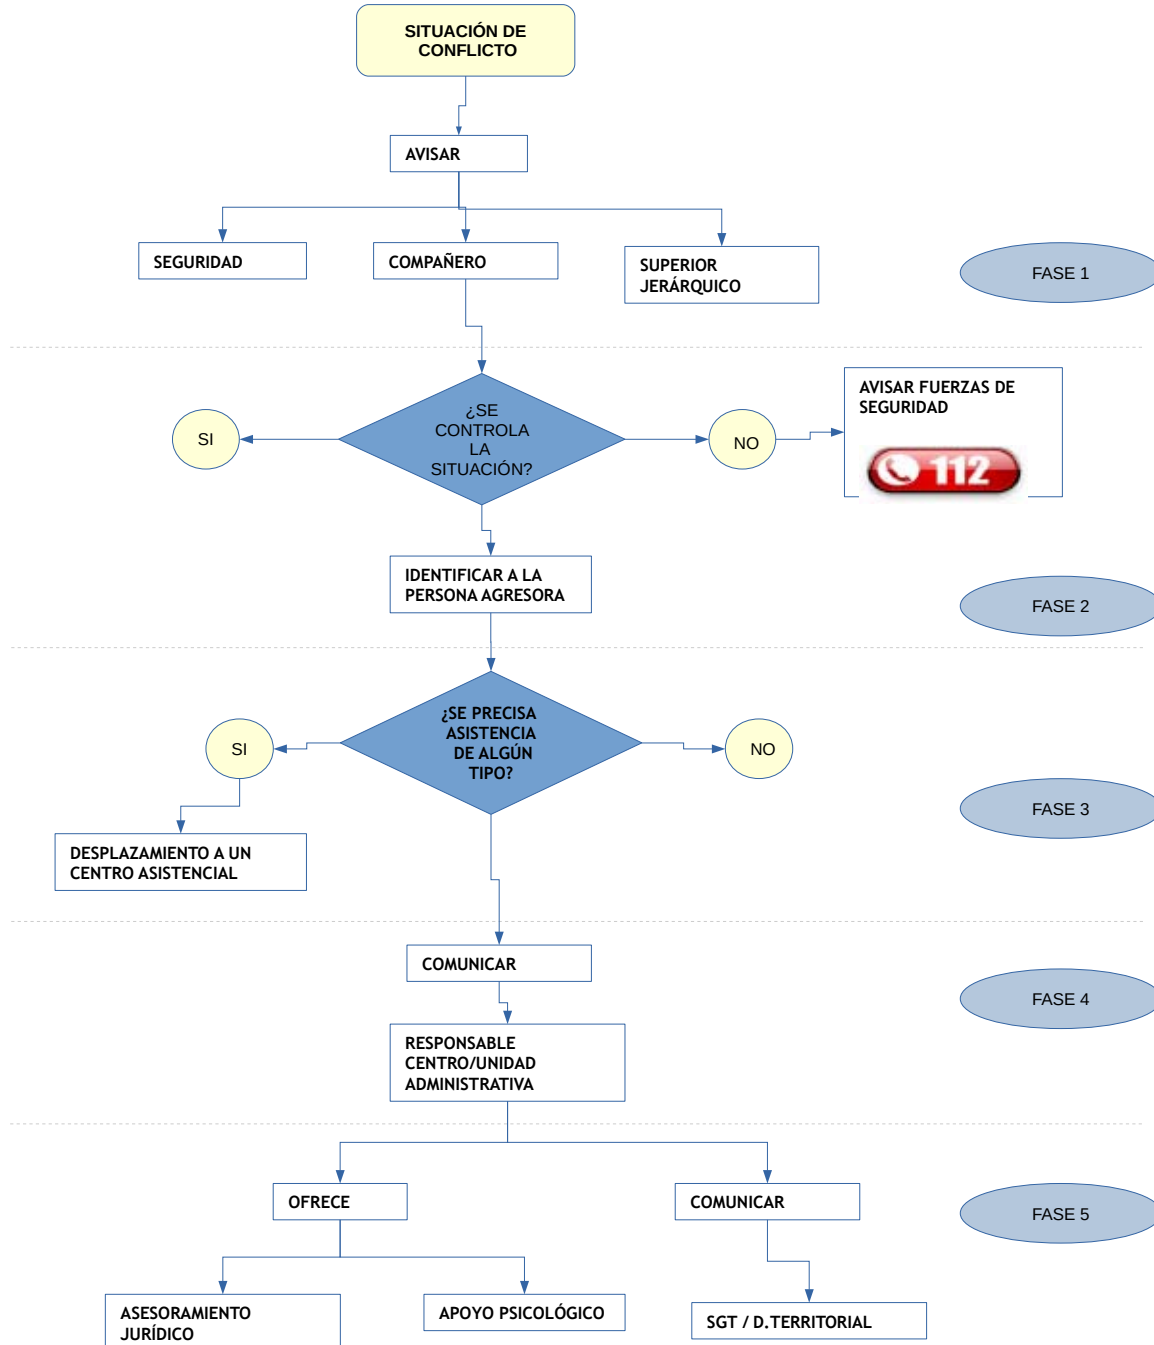 SITUACIÓN DE
CONFLICTO
AVISAR
SEGURIDAD
COMPAÑERO
SUPERIOR
JERÁRQUICO
FASE 1
¿SE
CONTROLA
LA
SITUACIÓN?
SI
NO
AVISAR FUERZAS DE
SEGURIDAD
112
IDENTIFICAR A LA
PERSONA AGRESORA
FASE 2
¿SE PRECISA
ASISTENCIA
DE ALGÚN
TIPO?
SI
NO
DESPLAZAMIENTO A UN
CENTRO ASISTENCIAL
FASE 3
COMUNICAR
FASE 4
RESPONSABLE
CENTRO/UNIDAD
ADMINISTRATIVA
OFRECE
COMUNICAR
FASE 5
ASESORAMIENTO
JURÍDICO
APOYO PSICOLÓGICO
SGT / D.TERRITORIAL